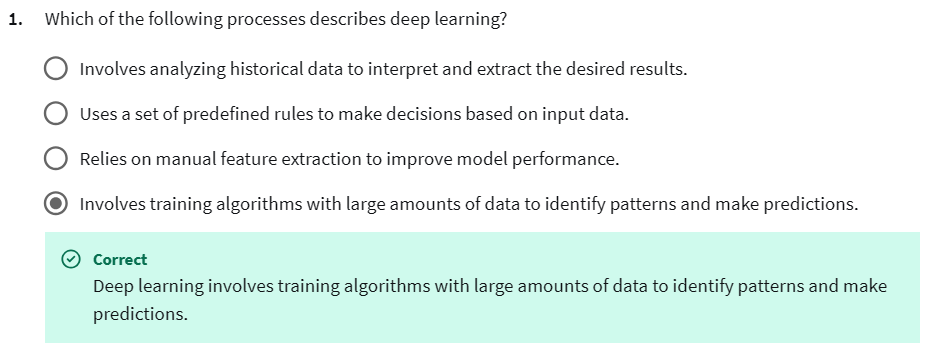 1. Which of the following processes describes deep learning?
Involves analyzing historical data to interpret and extract the desired results.
Uses a set of predefined rules to make decisions based on input data.
Relies on manual feature extraction to improve model performance.
Involves training algorithms with large amounts of data to identify patterns and make predictions.
Correct
Deep learning involves training algorithms with large amounts of data to identify patterns and make
predictions.